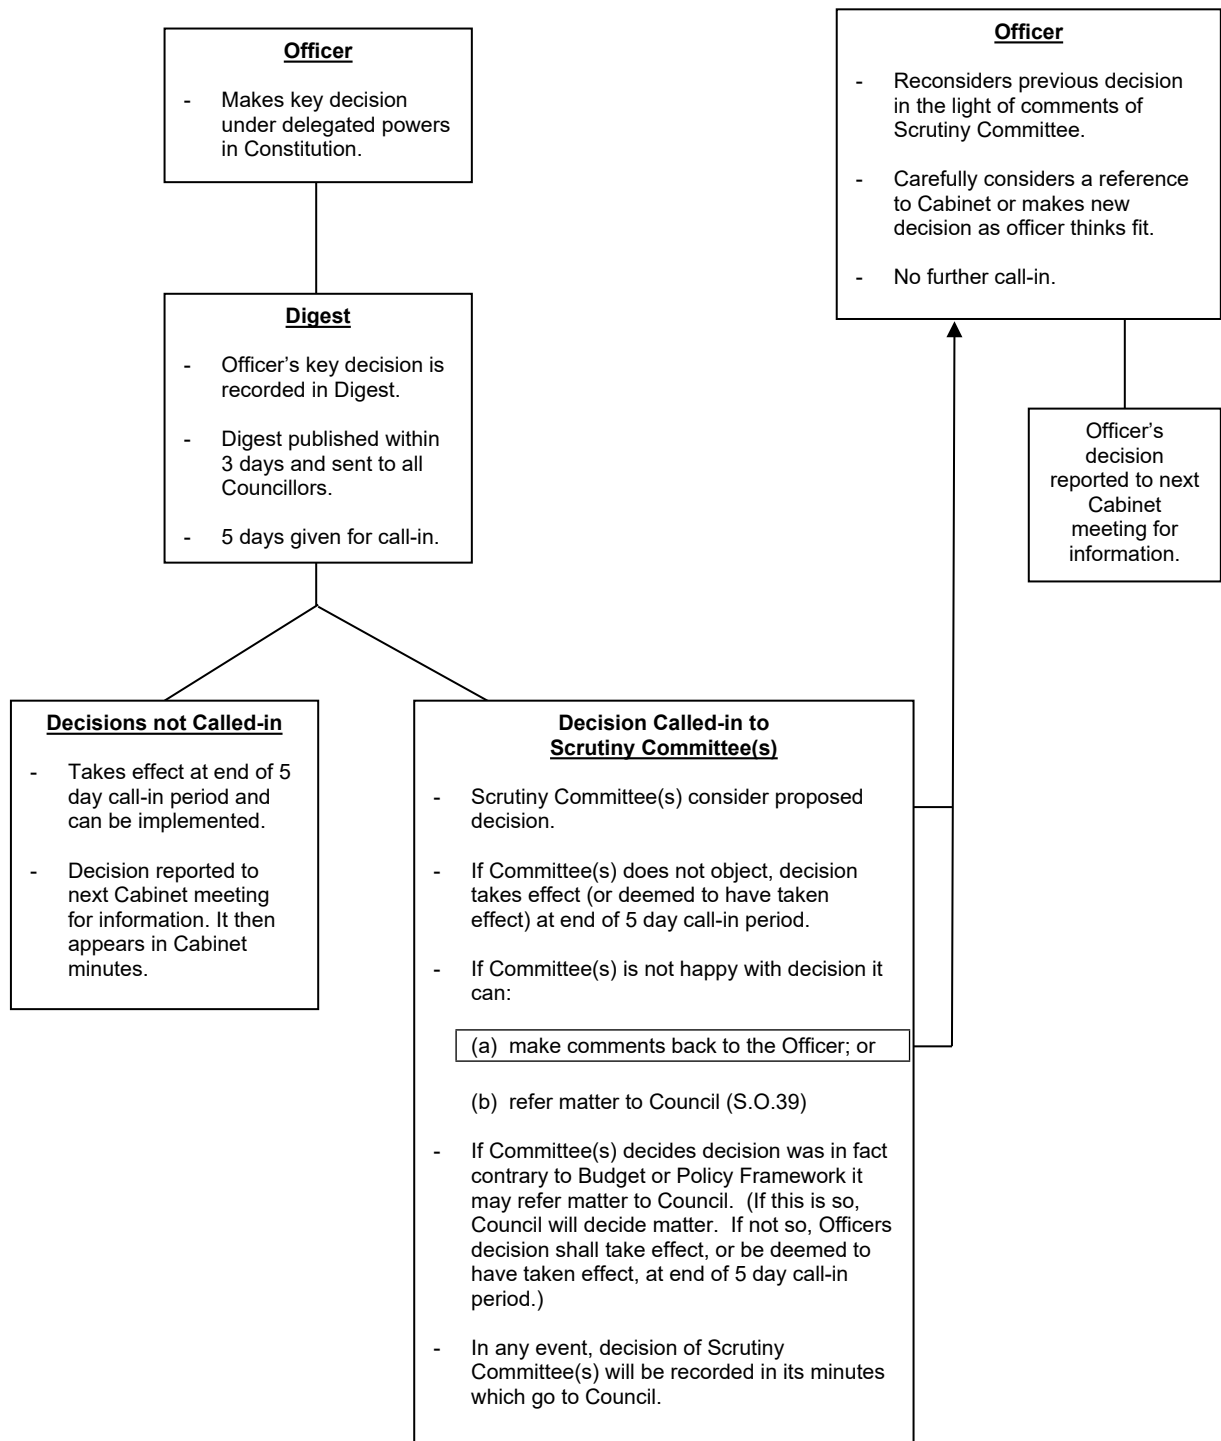 Officer
- Makes key decision
under delegated powers
in Constitution.
Digest
- Officer’s key decision is
recorded in Digest.
- Digest published within
3 days and sent to all
Councillors.
- 5 days given for call-in.
Decisions not Called-in
- Takes effect at end of 5
day call-in period and
can be implemented.
- Decision reported to
next Cabinet meeting
for information. It then
appears in Cabinet
minutes.
Decision Called-in to
Scrutiny Committee(s)
- Scrutiny Committee(s) consider proposed
decision.
- If Committee(s) does not object, decision
takes effect (or deemed to have taken
effect) at end of 5 day call-in period.
- If Committee(s) is not happy with decision it
can:
(a) make comments back to the Officer; or
(b) refer matter to Council (S.O.39)
- If Committee(s) decides decision was in fact
contrary to Budget or Policy Framework it
may refer matter to Council. (If this is so,
Council will decide matter. If not so, Officers
decision shall take effect, or be deemed to
have taken effect, at end of 5 day call-in
period.)
- In any event, decision of Scrutiny
Committee(s) will be recorded in its minutes
which go to Council.
Officer
- Reconsiders previous decision
in the light of comments of
Scrutiny Committee.
- Carefully considers a reference
to Cabinet or makes new
decision as officer thinks fit.
- No further call-in.
Officer’s
decision
reported to next
Cabinet
meeting for
information.